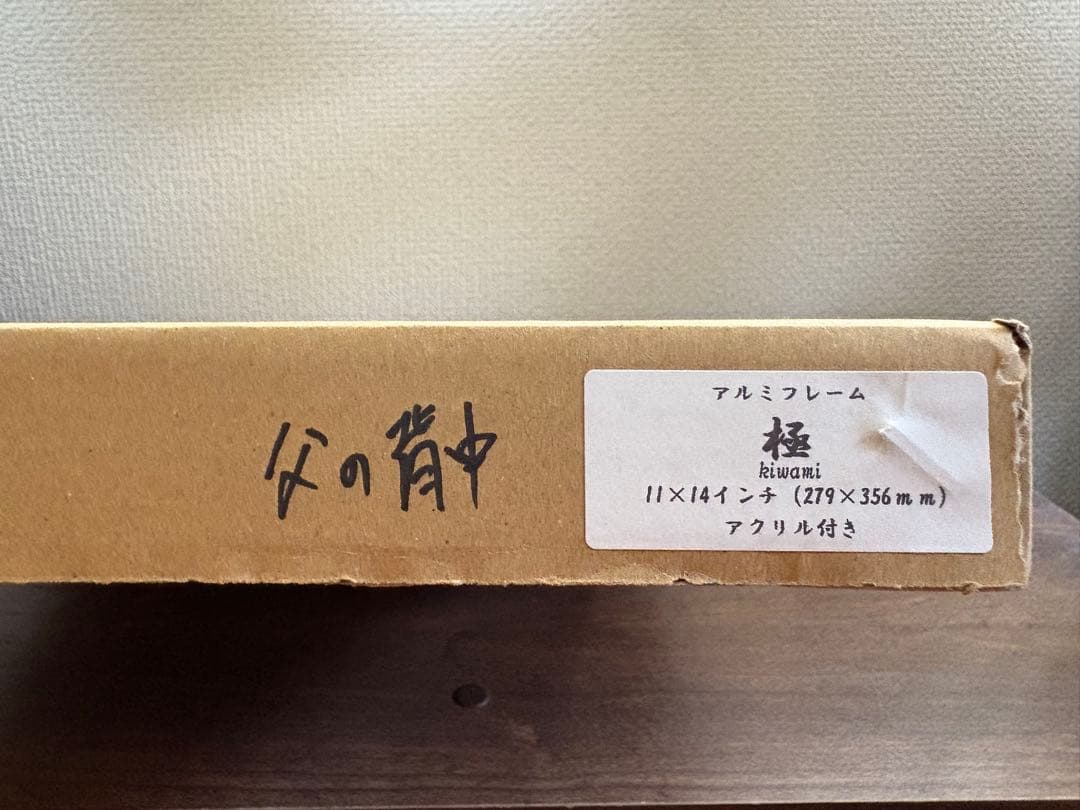 父の背中
アルミフレーム
極
kiwami
11×14インチ (279×356mm)
アクリル付き